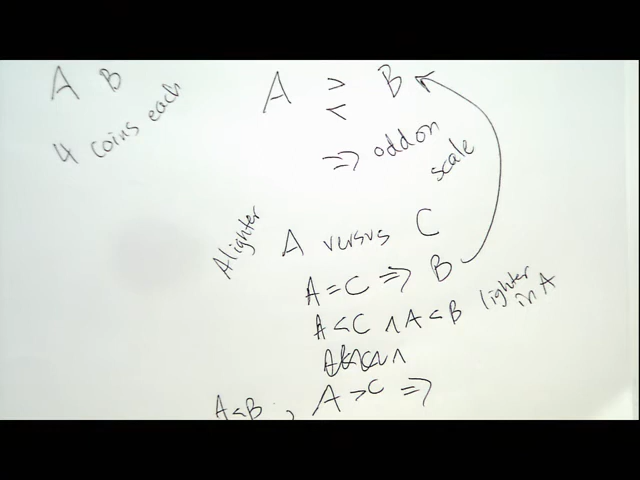 A B
4 coins each
A > B
<
=> odd on
scale
A lighter
A versus C
A = C => B
A < C ∧ A < B lighter
in A
A<B, A > C =>